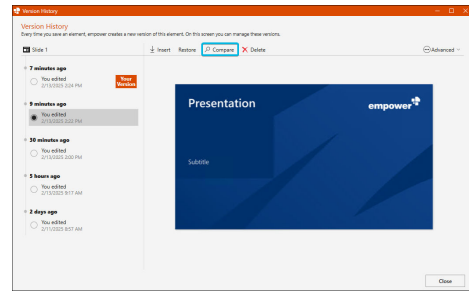 Version History
Version History
Every time you save an element, empower creates a new version of this element. On this screen you can manage these versions.
Slide 1
Insert Restore Compare Delete Advanced
7 minutes ago
You edited
2/13/2025 2:24 PM
Your Version
9 minutes ago
You edited
2/13/2025 2:22 PM
30 minutes ago
You edited
2/13/2025 2:00 PM
5 hours ago
You edited
2/13/2025 9:17 AM
2 days ago
You edited
2/11/2025 8:57 AM
Presentation
empower
Subtitle
Close